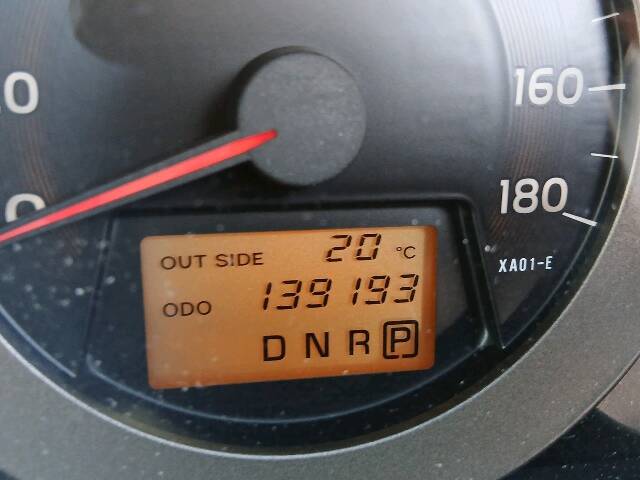 160
180
XA01-E
OUT SIDE 20 °C
ODO 139193
D N R P